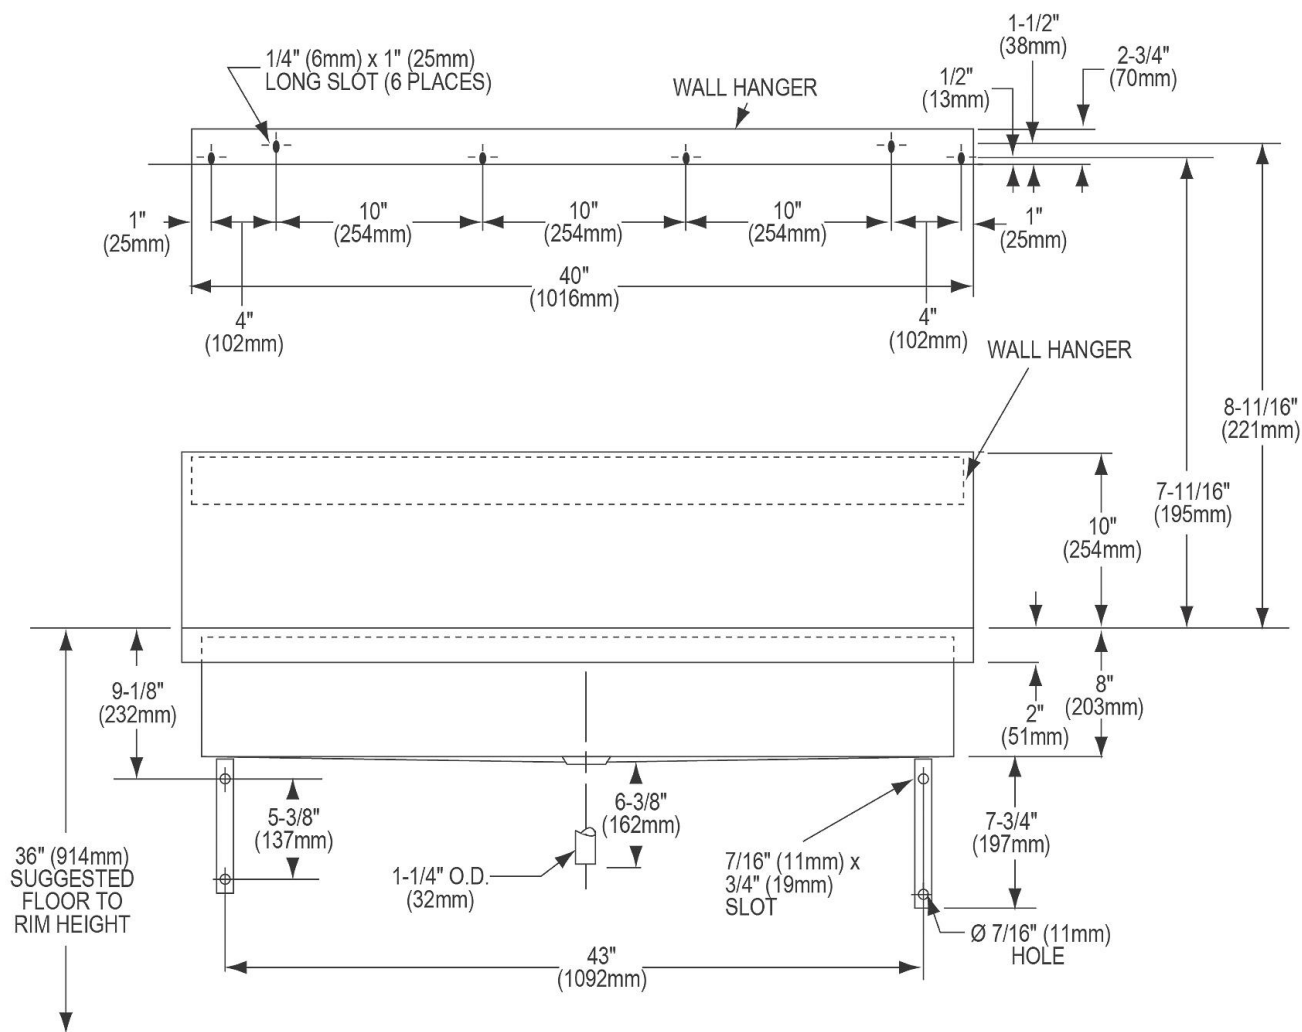 1-1/2"
(38mm)
1/4" (6mm) x 1" (25mm)
LONG SLOT (6 PLACES)
WALL HANGER
1/2"
(13mm)
2-3/4"
(70mm)
1"
(25mm)
10"
(254mm)
10"
(254mm)
10"
(254mm)
1"
(25mm)
40"
(1016mm)
4"
(102mm)
4"
(102mm)
WALL HANGER
8-11/16"
(221mm)
7-11/16"
(195mm)
10"
(254mm)
9-1/8"
(232mm)
2"
(51mm)
8"
(203mm)
5-3/8"
(137mm)
6-3/8"
(162mm)
7-3/4"
(197mm)
36" (914mm)
SUGGESTED
FLOOR TO
RIM HEIGHT
1-1/4" O.D.
(32mm)
7/16" (11mm) x
3/4" (19mm)
SLOT
Ø 7/16" (11mm)
HOLE
43"
(1092mm)